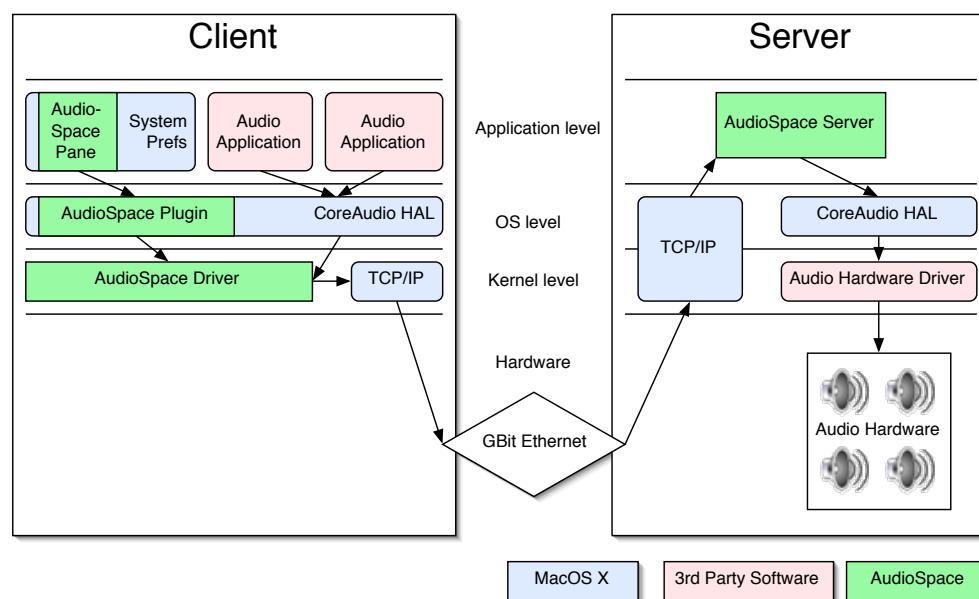 Client
Server
Audio-
Space
Pane
System
Prefs
Audio
Application
Audio
Application
Application level
AudioSpace Server
AudioSpace Plugin
CoreAudio HAL
OS level
TCP/IP
CoreAudio HAL
AudioSpace Driver
TCP/IP
Kernel level
Audio Hardware Driver
Hardware
GBit Ethernet
Audio Hardware
MacOS X
3rd Party Software
AudioSpace